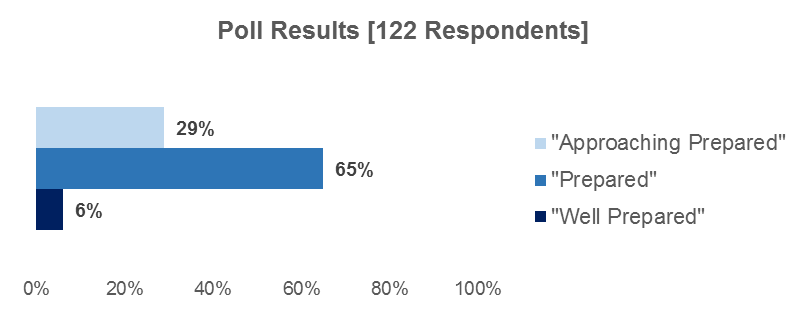 Poll Results [122 Respondents]
29%
65%
6%
"Approaching Prepared"
"Prepared"
"Well Prepared"
0% 20% 40% 60% 80% 100%